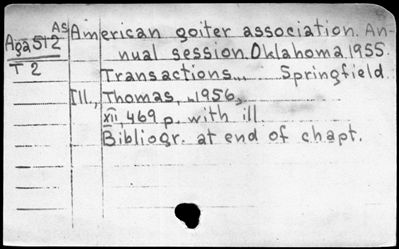 As American goiter association. An-
Aga512 nual session. Oklahoma, 1955.
T2 Transactions... Springfield.
Ill., Thomas, 1956,
xii, 469 p. with ill.
Bibliogr. at end of chapt.